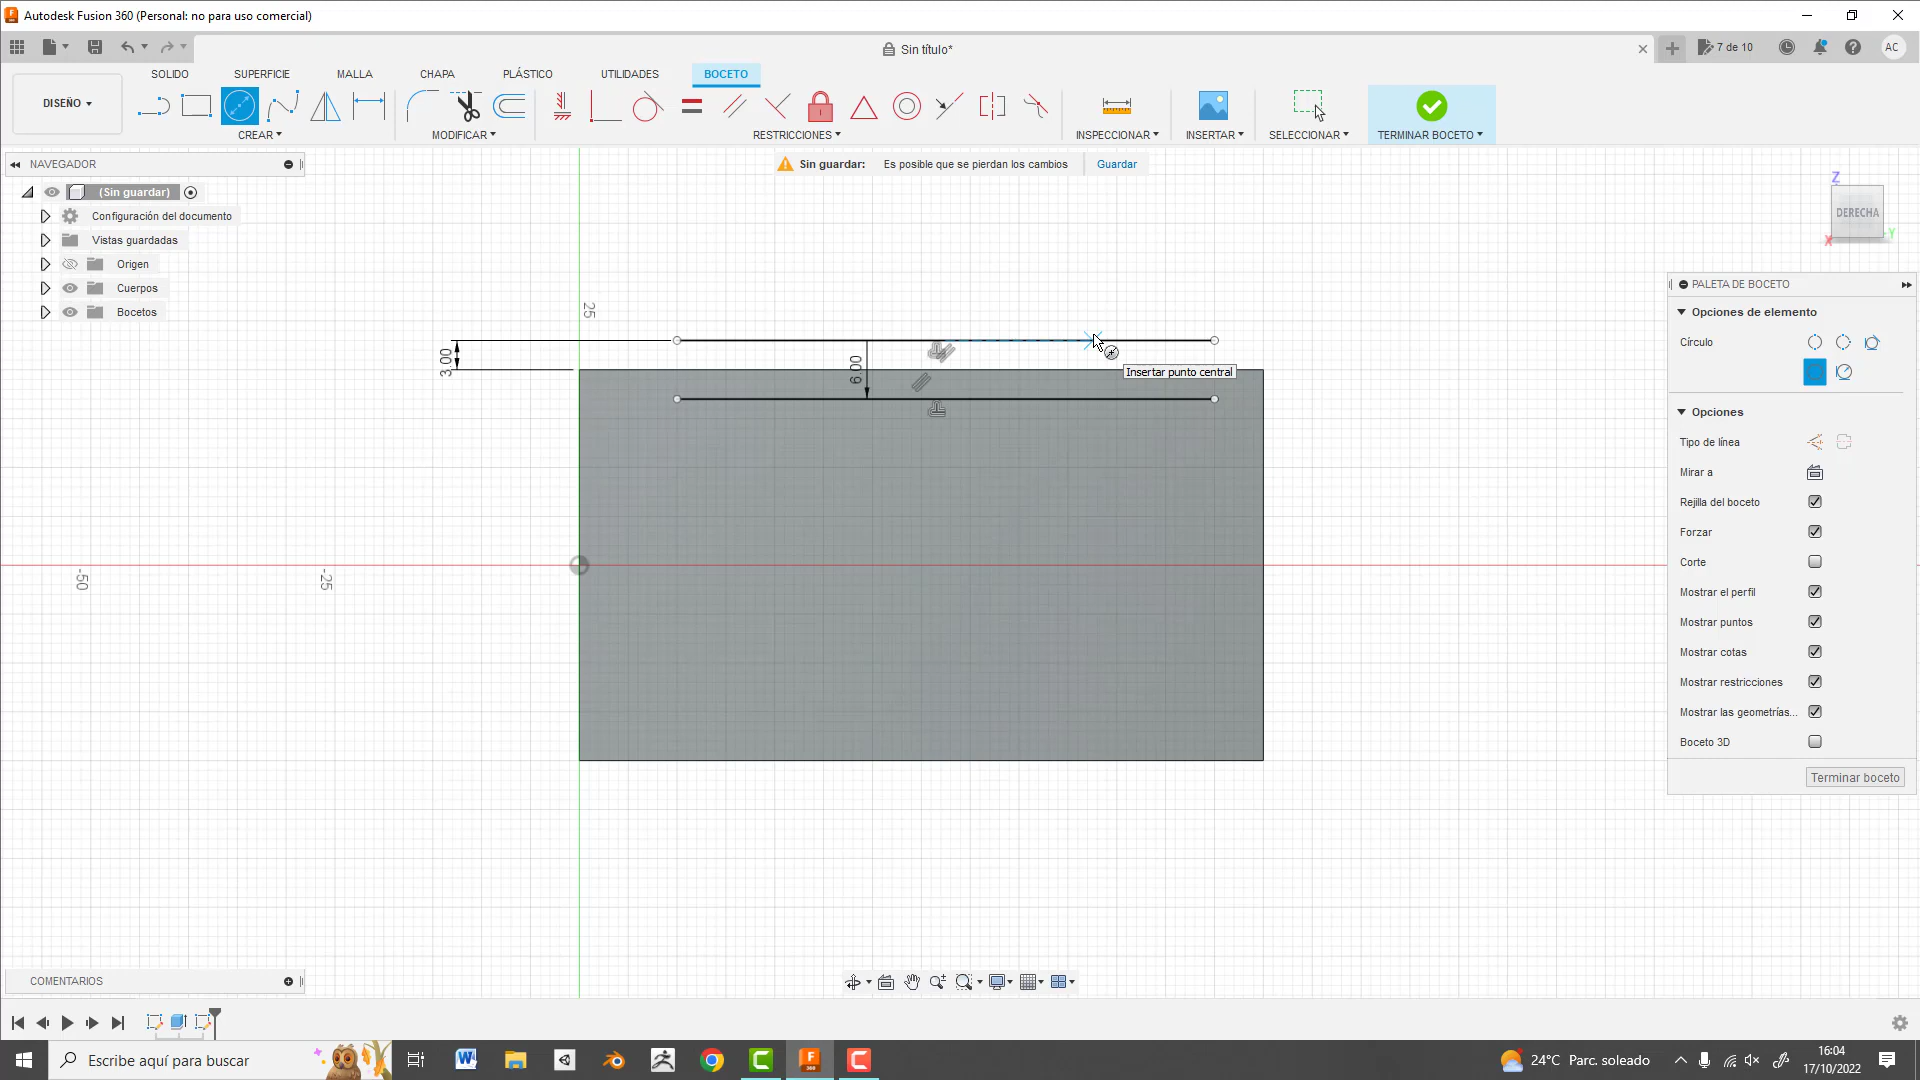 Autodesk Fusion 360 (Personal: no para uso comercial)
Sin título*
7 de 10
AC
DISEÑO
SOLIDO
SUPERFICIE
MALLA
CHAPA
PLÁSTICO
UTILIDADES
BOCETO
CREAR
MODIFICAR
RESTRICCIONES
INSPECCIONAR
INSERTAR
SELECCIONAR
TERMINAR BOCETO
NAVEGADOR
Sin guardar:
Es posible que se pierdan los cambios
Guardar
(Sin guardar)
Configuración del documento
Vistas guardadas
Origen
Cuerpos
Bocetos
Z
DERECHA
X
Y
25
3.00
6.00
Insertar punto central
-50
-25
PALETA DE BOCETO
Opciones de elemento
Círculo
Opciones
Tipo de línea
Mirar a
Rejilla del boceto
Forzar
Corte
Mostrar el perfil
Mostrar puntos
Mostrar cotas
Mostrar restricciones
Mostrar las geometrías...
Boceto 3D
Terminar boceto
COMENTARIOS
Escribe aquí para buscar
24°C Parc. soleado
16:04
17/10/2022